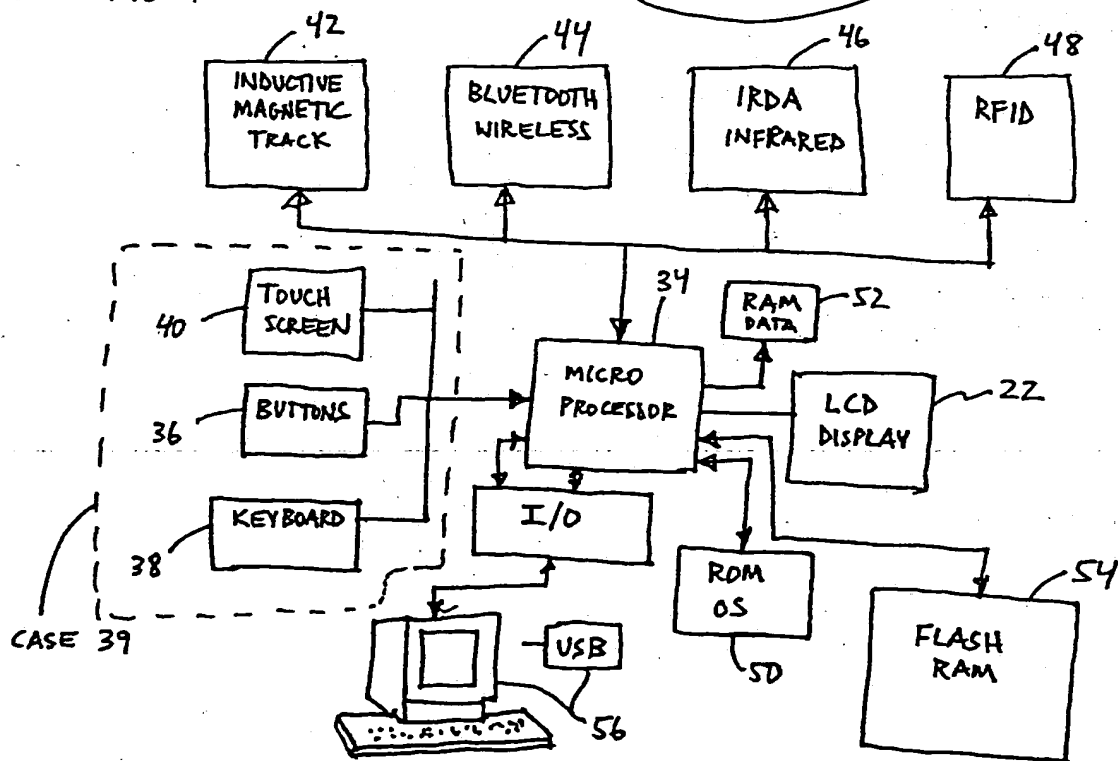 42
44
46
48
INDUCTIVE
MAGNETIC
TRACK
BLUETOOTH
WIRELESS
IRDA
INFRARED
RFID
34
RAM
DATA
52
TOUCH
SCREEN
40
MICRO
PROCESSOR
LCD
DISPLAY
22
BUTTONS
36
KEYBOARD
38
I/O
ROM
OS
50
54
FLASH
RAM
CASE 39
USB
56